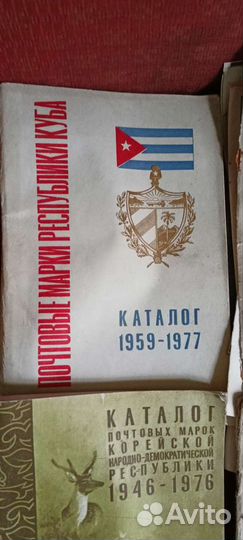 ПОЧТОВЫЕ МАРКИ РЕСПУБЛИКИ КУБА
КАТАЛОГ
1959-1977
КАТАЛОГ
ПОЧТОВЫХ МАРОК
КОРЕЙСКОЙ
НАРОДНО-ДЕМОКРАТИЧЕСКОЙ
РЕСПУБЛИКИ
1946-1976
Avito